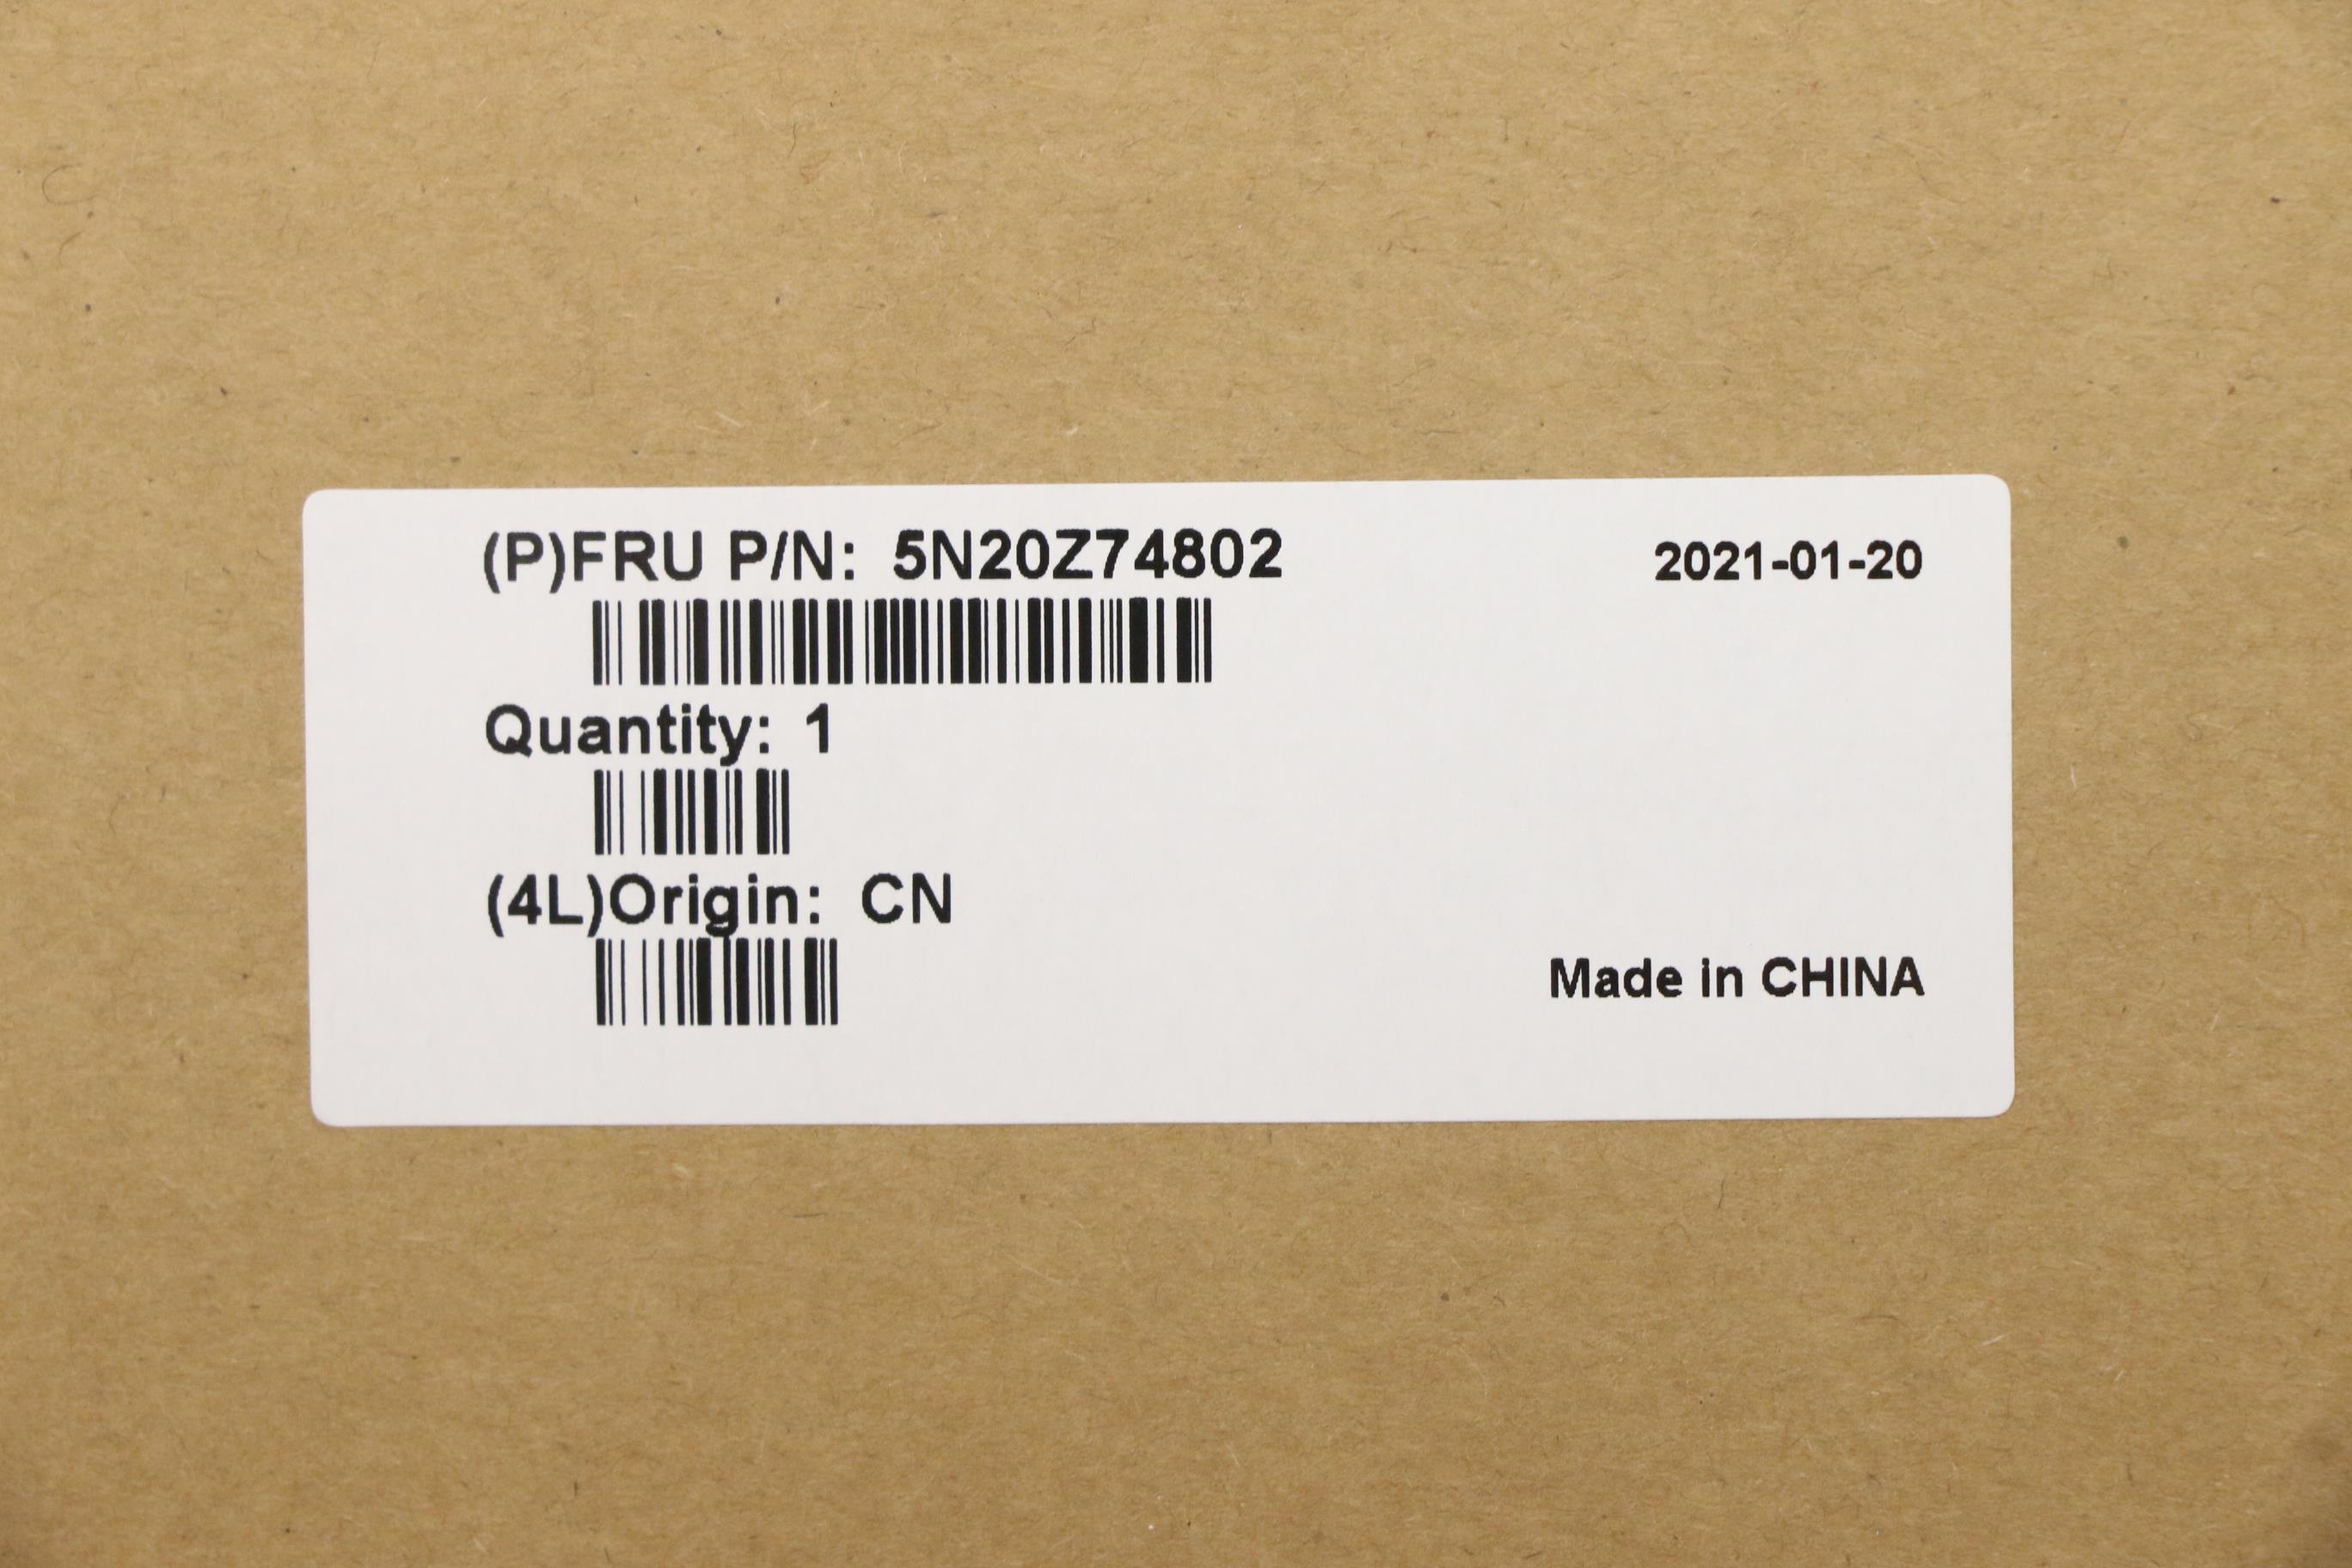 (P)FRU P/N: 5N20Z74802
2021-01-20
Quantity: 1
(4L)Origin: CN
Made in CHINA